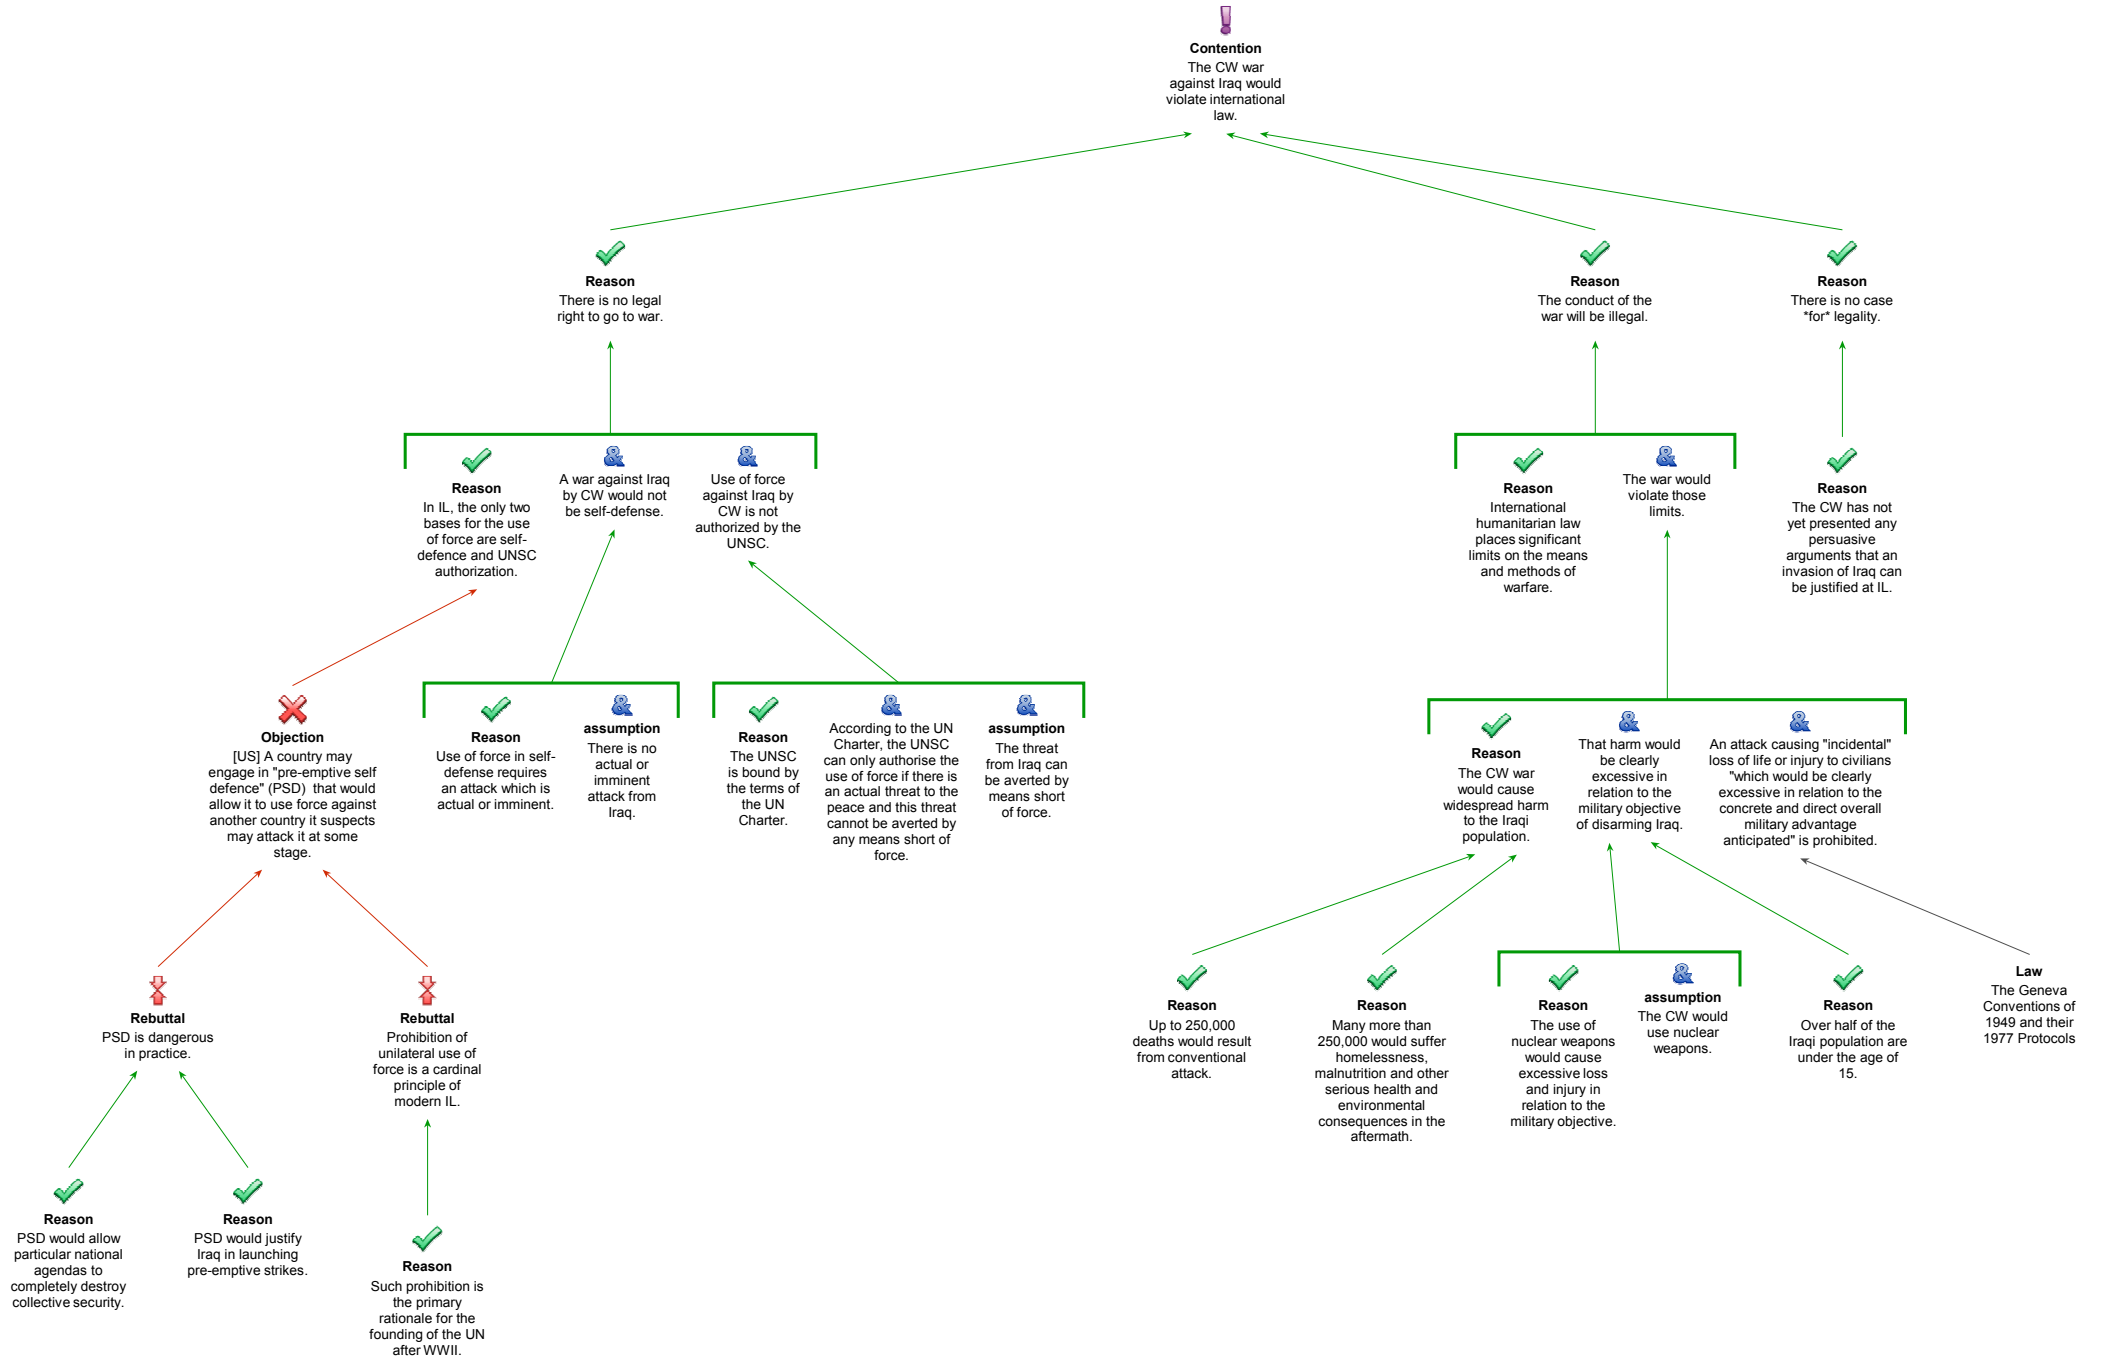 Contention
The CW war
against Iraq would
violate international
law.
Reason
There is no legal
right to go to war.
Reason
The conduct of the
war will be illegal.
Reason
There is no case
*for* legality.
Reason
In IL, the only two
bases for the use
of force are self-
defence and UNSC
authorization.
&
A war against Iraq
by CW would not
be self-defense.
&
Use of force
against Iraq by
CW is not
authorized by the
UNSC.
Reason
International
humanitarian law
places significant
limits on the means
and methods of
warfare.
&
The war would
violate those
limits.
Reason
The CW has not
yet presented any
persuasive
arguments that an
invasion of Iraq can
be justified at IL.
Objection
[US] A country may
engage in "pre-emptive self
defence" (PSD) that would
allow it to use force against
another country it suspects
may attack it at some
stage.
Reason
Use of force in self-
defense requires
an attack which is
actual or imminent.
&
assumption
There is no
actual or
imminent
attack from
Iraq.
Reason
The UNSC
is bound by
the terms of
the UN
Charter.
&
According to the UN
Charter, the UNSC
can only authorise the
use of force if there is
an actual threat to the
peace and this threat
cannot be averted by
any means short of
force.
&
assumption
The threat
from Iraq can
be averted by
means short
of force.
Reason
The CW war
would cause
widespread harm
to the Iraqi
population.
&
That harm would
be clearly
excessive in
relation to the
military objective
of disarming Iraq.
&
An attack causing "incidental"
loss of life or injury to civilians
"which would be clearly
excessive in relation to the
concrete and direct overall
military advantage
anticipated" is prohibited.
Rebuttal
PSD is dangerous
in practice.
Rebuttal
Prohibition of
unilateral use of
force is a cardinal
principle of
modern IL.
Reason
Up to 250,000
deaths would result
from conventional
attack.
Reason
Many more than
250,000 would suffer
homelessness,
malnutrition and other
serious health and
environmental
consequences in the
aftermath.
Reason
The use of
nuclear weapons
would cause
excessive loss
and injury in
relation to the
military objective.
&
assumption
The CW would
use nuclear
weapons.
Reason
Over half of the
Iraqi population are
under the age of
15.
Law
The Geneva
Conventions of
1949 and their
1977 Protocols
Reason
PSD would allow
particular national
agendas to
completely destroy
collective security.
Reason
PSD would justify
Iraq in launching
pre-emptive strikes.
Reason
Such prohibition is
the primary
rationale for the
founding of the UN
after WWII.